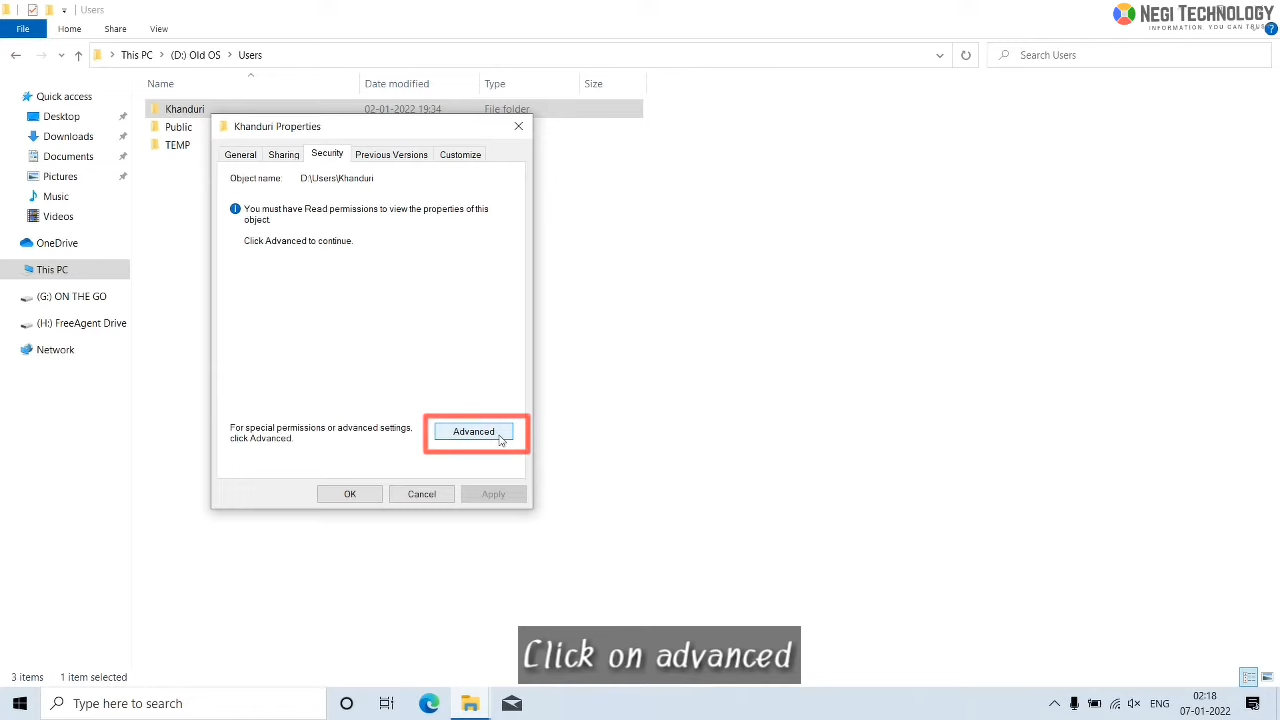 Users
File Home Share View
NEGI TECHNOLOGY
INFORMATION, YOU CAN TRUST
This PC (D:) Old OS Users
Search Users
Name Date modified Type Size
Quick access
Desktop
Downloads
Documents
Pictures
Music
Videos
OneDrive
This PC
(G:) ON THE GO
(H:) FreeAgent Drive
Network
Khanduri 02-01-2022 19:34 File folder
Public
TEMP
Khanduri Properties
General Sharing Security Previous Versions Customize
Object name: D:\Users\Khanduri
You must have Read permissions to view the properties of this
object.
Click Advanced to continue.
For special permissions or advanced settings,
click Advanced.
Advanced
OK Cancel Apply
Click on advanced
3 items 1 item selected
Type here to search
ENG
02:18
07-01-2022